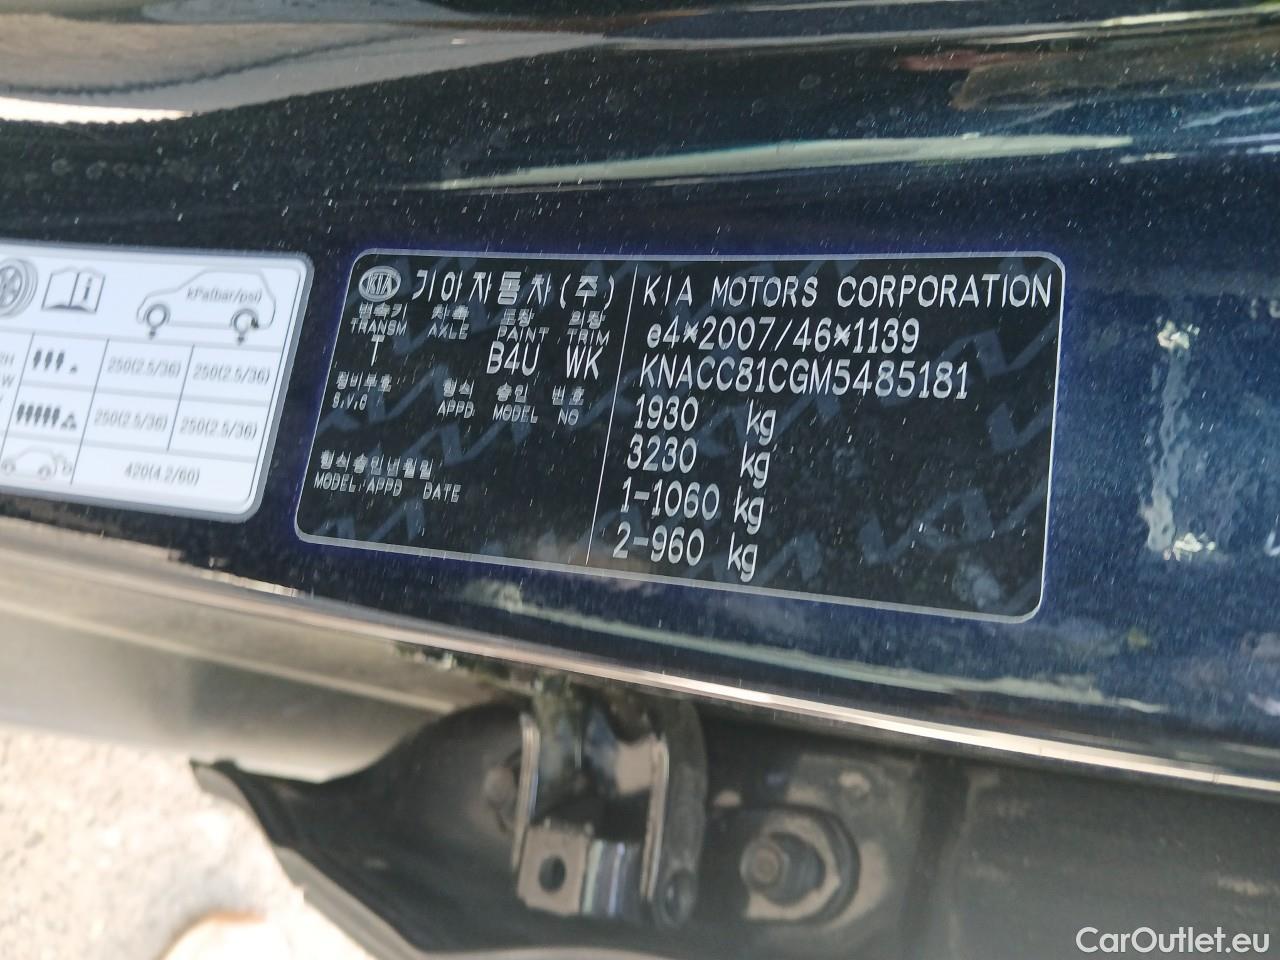 kPa(bar/psi)
250(2.5/36) 250(2.5/36)
250(2.5/36) 250(2.5/36)
420(4.2/60)
KIA 기아자동차(주)
변속기 차축 도장 의장
TRANSM AXLE PAINT TRIM
T B4U WK
장비부호 형식 승인 번호
B.V.G APPD MODEL NO
형식승인년월일
MODEL APPD DATE
KIA MOTORS CORPORATION
e4*2007/46*1139
KNACC81CGM5485181
1930 kg
3230 kg
1-1060 kg
2-960 kg
CarOutlet.eu